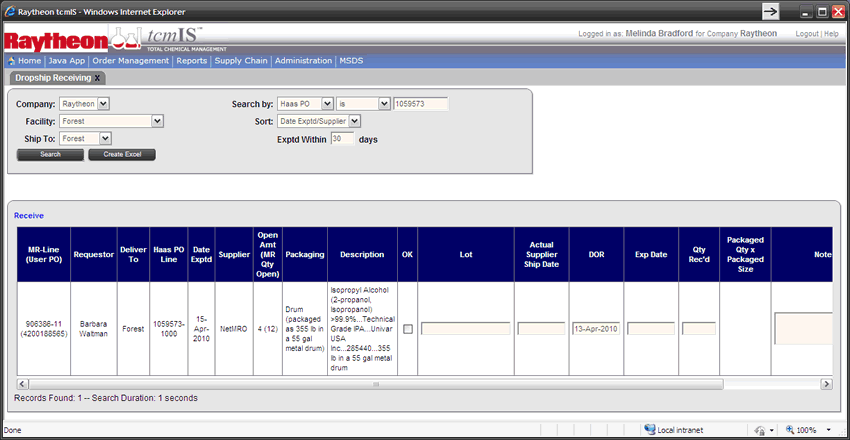 Raytheon tcmIS - Windows Internet Explorer
Raytheon tcmIS™
TOTAL CHEMICAL MANAGEMENT
Logged in as: Melinda Bradford for Company Raytheon Logout | Help
Home | Java App | Order Management | Reports | Supply Chain | Administration | MSDS
Dropship Receiving X
Company: Raytheon Search by: Haas PO is 1059573
Facility: Forest Sort: Date Exptd/Supplier
Ship To: Forest Exptd Within 30 days
Search Create Excel
Receive
MR-Line
(User PO)
Requestor
Deliver
To
Haas PO
Line
Date
Exptd
Supplier
Open
Amt
(MR
Qty
Open)
Packaging
Description
OK
Lot
Actual
Supplier
Ship Date
DOR
Exp Date
Qty
Rec'd
Packaged
Qty x
Packaged
Size
Note
906386-11
(4200188565)
Barbara
Watman
Forest
1059573-
1000
15-
Apr-
2010
NetMRO
4 (12)
Drum
(packaged
as 355 lb in
a 55 gal
metal drum)
Isopropyl Alcohol
(2-propanol,
Isopropanol)
>99.9%...Technical
Grade IPA...Univar
USA
Inc...285440...355
lb in a 55 gal metal
drum
13-Apr-2010
Records Found: 1 -- Search Duration: 1 seconds
Done Local intranet 100%